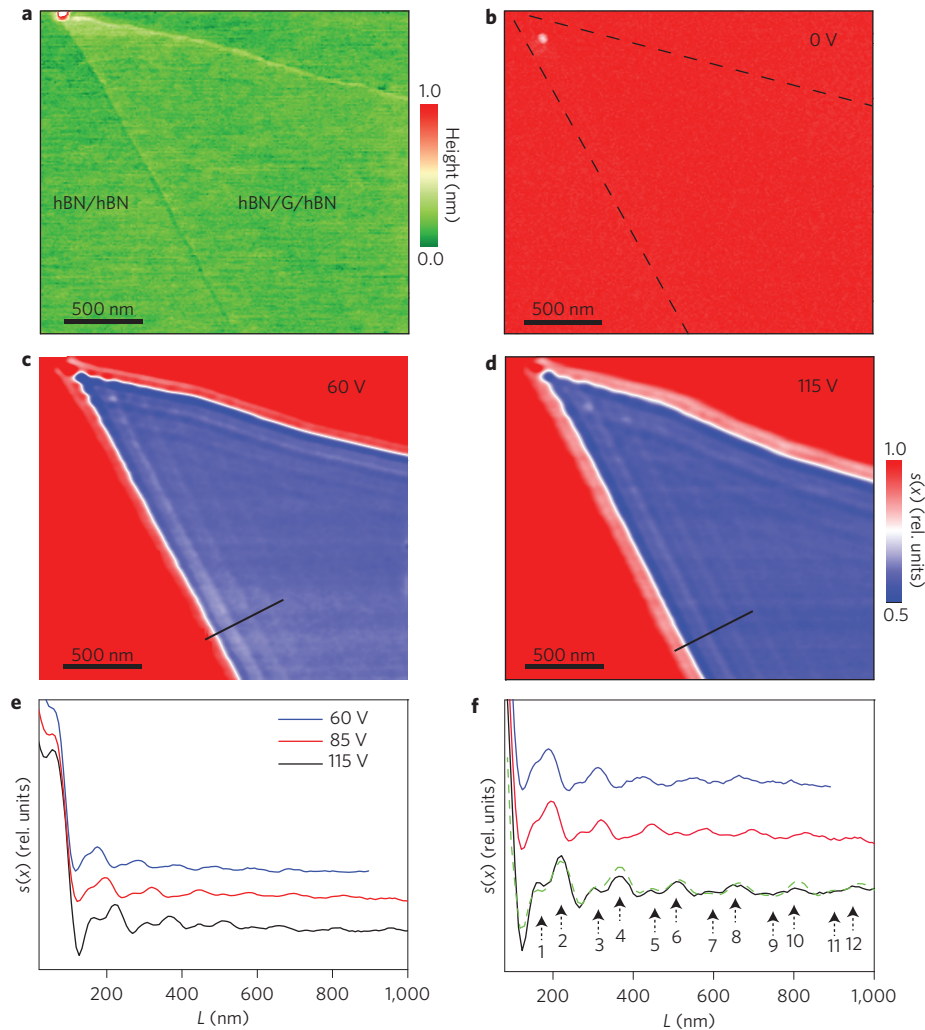 a
1.0
Height (nm)
0.0
hBN/hBN
hBN/G/hBN
500 nm
b
0 V
500 nm
c
60 V
500 nm
d
115 V
1.0
s(x) (rel. units)
0.5
500 nm
e
60 V
85 V
115 V
s(x) (rel. units)
200
400
600
800
1,000
L (nm)
f
s(x) (rel. units)
1
2
3
4
5
6
7
8
9
10
11
12
200
400
600
800
1,000
L (nm)